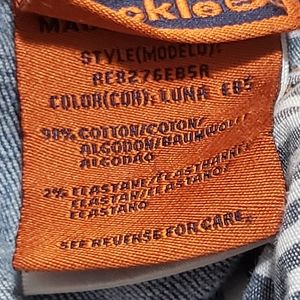 STYLE(MODELO):
RE8276EB5R
COLOR(COR): LUNA EB5
98% COTTON/COTON/
ALGODON/BAUMWOLLE
ALGODAO
2% ELASTANE/ELASTHANNE/
ELASTAN/ELASTANO/
ELASTANO
SEE REVERSE FOR CARE.